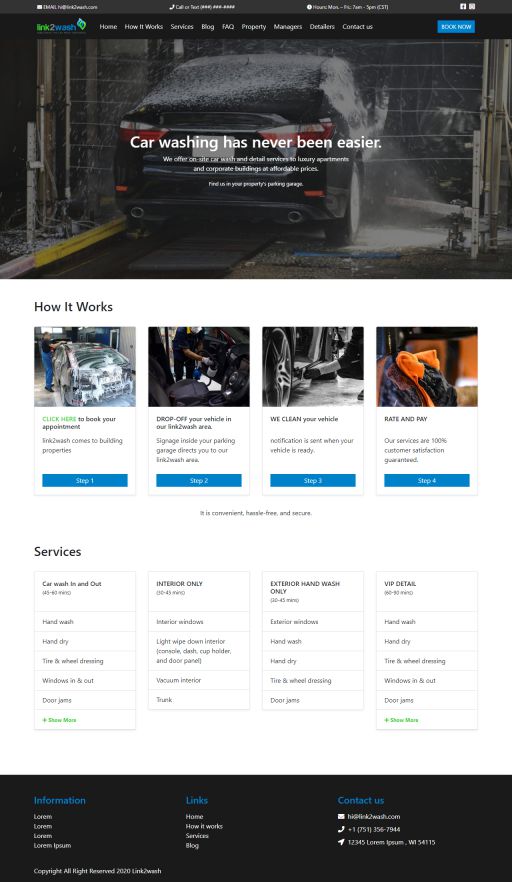 EMAIL hi@link2wash.com
Call or Text (###) ###-####
Hours: Mon. – Fri.: 7am - 5pm (CST)
link2wash
Home
How It Works
Services
Blog
FAQ
Property
Managers
Detailers
Contact us
BOOK NOW
Car washing has never been easier.
We offer on-site car wash and detail services to luxury apartments
and corporate buildings at affordable prices.
Find us in your property's parking garage.
How It Works
CLICK HERE to book your
appointment
link2wash comes to building
properties
Step 1
DROP-OFF your vehicle in
our link2wash area.
Signage inside your parking
garage directs you to our
link2wash area.
Step 2
WE CLEAN your vehicle
notification is sent when your
vehicle is ready.
Step 3
RATE AND PAY
Our services are 100%
customer satisfaction
guaranteed.
Step 4
It is convenient, hassle-free, and secure.
Services
Car wash In and Out
(45-60 mins)
Hand wash
Hand dry
Tire & wheel dressing
Windows in & out
Door jams
+ Show More
INTERIOR ONLY
(30-45 mins)
Interior windows
Light wipe down interior
(console, dash, cup holder,
and door panel)
Vacuum interior
Trunk
EXTERIOR HAND WASH
ONLY
(30-45 mins)
Exterior windows
Hand wash
Hand dry
Tire & wheel dressing
Door jams
VIP DETAIL
(60-90 mins)
Hand wash
Hand dry
Tire & wheel dressing
Windows in & out
Door jams
+ Show More
Information
Lorem
Lorem
Lorem
Lorem Ipsum
Links
Home
How it works
Services
Blog
Contact us
hi@link2wash.com
+1 (751) 356-7944
12345 Lorem Ipsum , WI 54115
Copyright All Right Reserved 2020 Link2wash